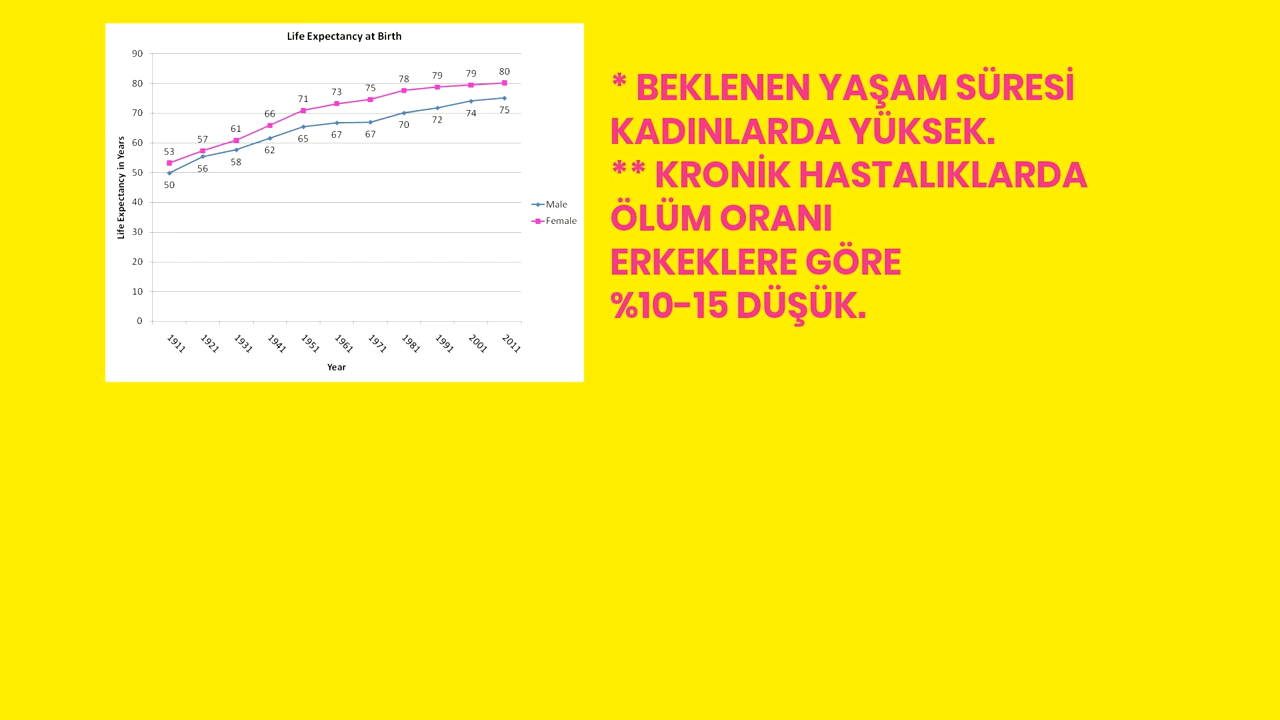 Life Expectancy at Birth
90
80
70
60
50
40
30
20
10
0
Life Expectancy in Years
53 57 61 66 71 73 75 78 79 79 80
50 56 58 62 65 67 67 70 72 74 75
1911 1921 1931 1941 1951 1961 1971 1981 1991 2001 2011
Year
Male
Female
* BEKLENEN YAŞAM SÜRESİ
KADINLARDA YÜKSEK.
** KRONİK HASTALIKLARDA
ÖLÜM ORANI
ERKEKLERE GÖRE
%10-15 DÜŞÜK.